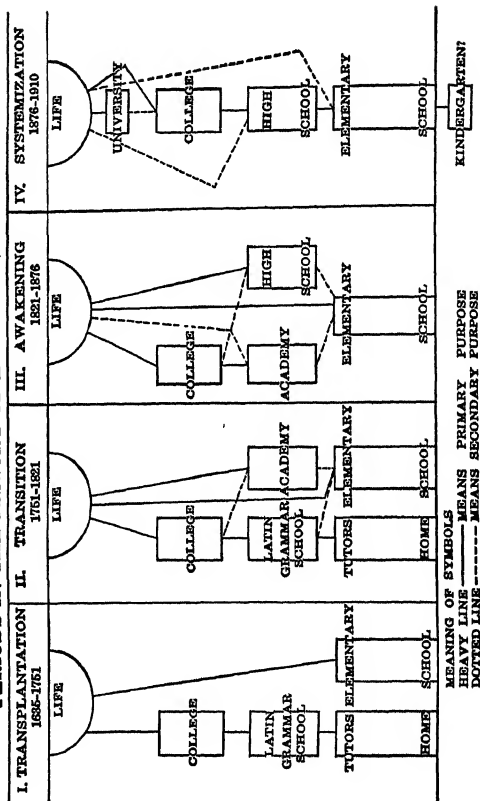 I. TRANSPLANTATION
1635-1751
LIFE
COLLEGE
LATIN
GRAMMAR
SCHOOL
TUTORS
HOME
ELEMENTARY
SCHOOL
II. TRANSITION
1751-1821
LIFE
COLLEGE
LATIN
GRAMMAR
SCHOOL
ACADEMY
TUTORS
HOME
ELEMENTARY
SCHOOL
III. AWAKENING
1821-1876
LIFE
COLLEGE
ACADEMY
HIGH
SCHOOL
ELEMENTARY
SCHOOL
IV. SYSTEMIZATION
1876-1910
LIFE
UNIVERSITY
COLLEGE
HIGH
SCHOOL
ELEMENTARY
SCHOOL
KINDERGARTEN?
MEANING OF SYMBOLS
HEAVY LINE MEANS PRIMARY PURPOSE
DOTTED LINE MEANS SECONDARY PURPOSE